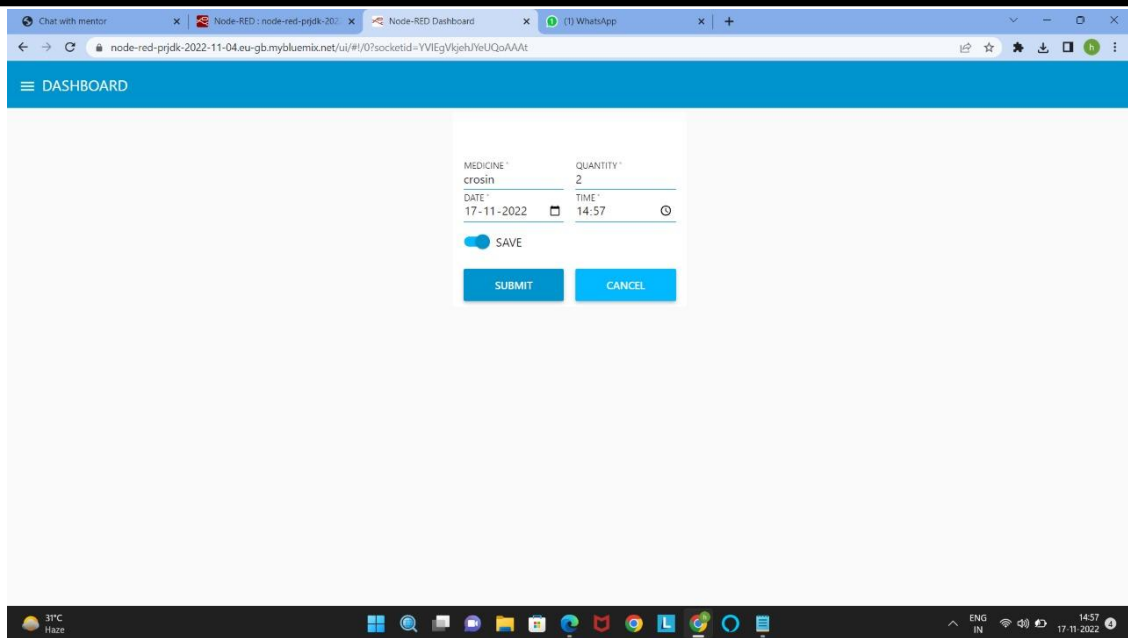 Chat with mentor
Node-RED : node-red-prjdk-202
Node-RED Dashboard
(1) WhatsApp
node-red-prjdk-2022-11-04.eu-gb.mybluemix.net/ui/#!/0?socketid=YVlEgVkjehJYeUQoAAAt
h
DASHBOARD
MEDICINE * QUANTITY *
crosin 2
DATE * TIME *
17-11-2022 14:57
SAVE
SUBMIT CANCEL
31°C
Haze
L
ENG
IN
14:57
17-11-2022
4